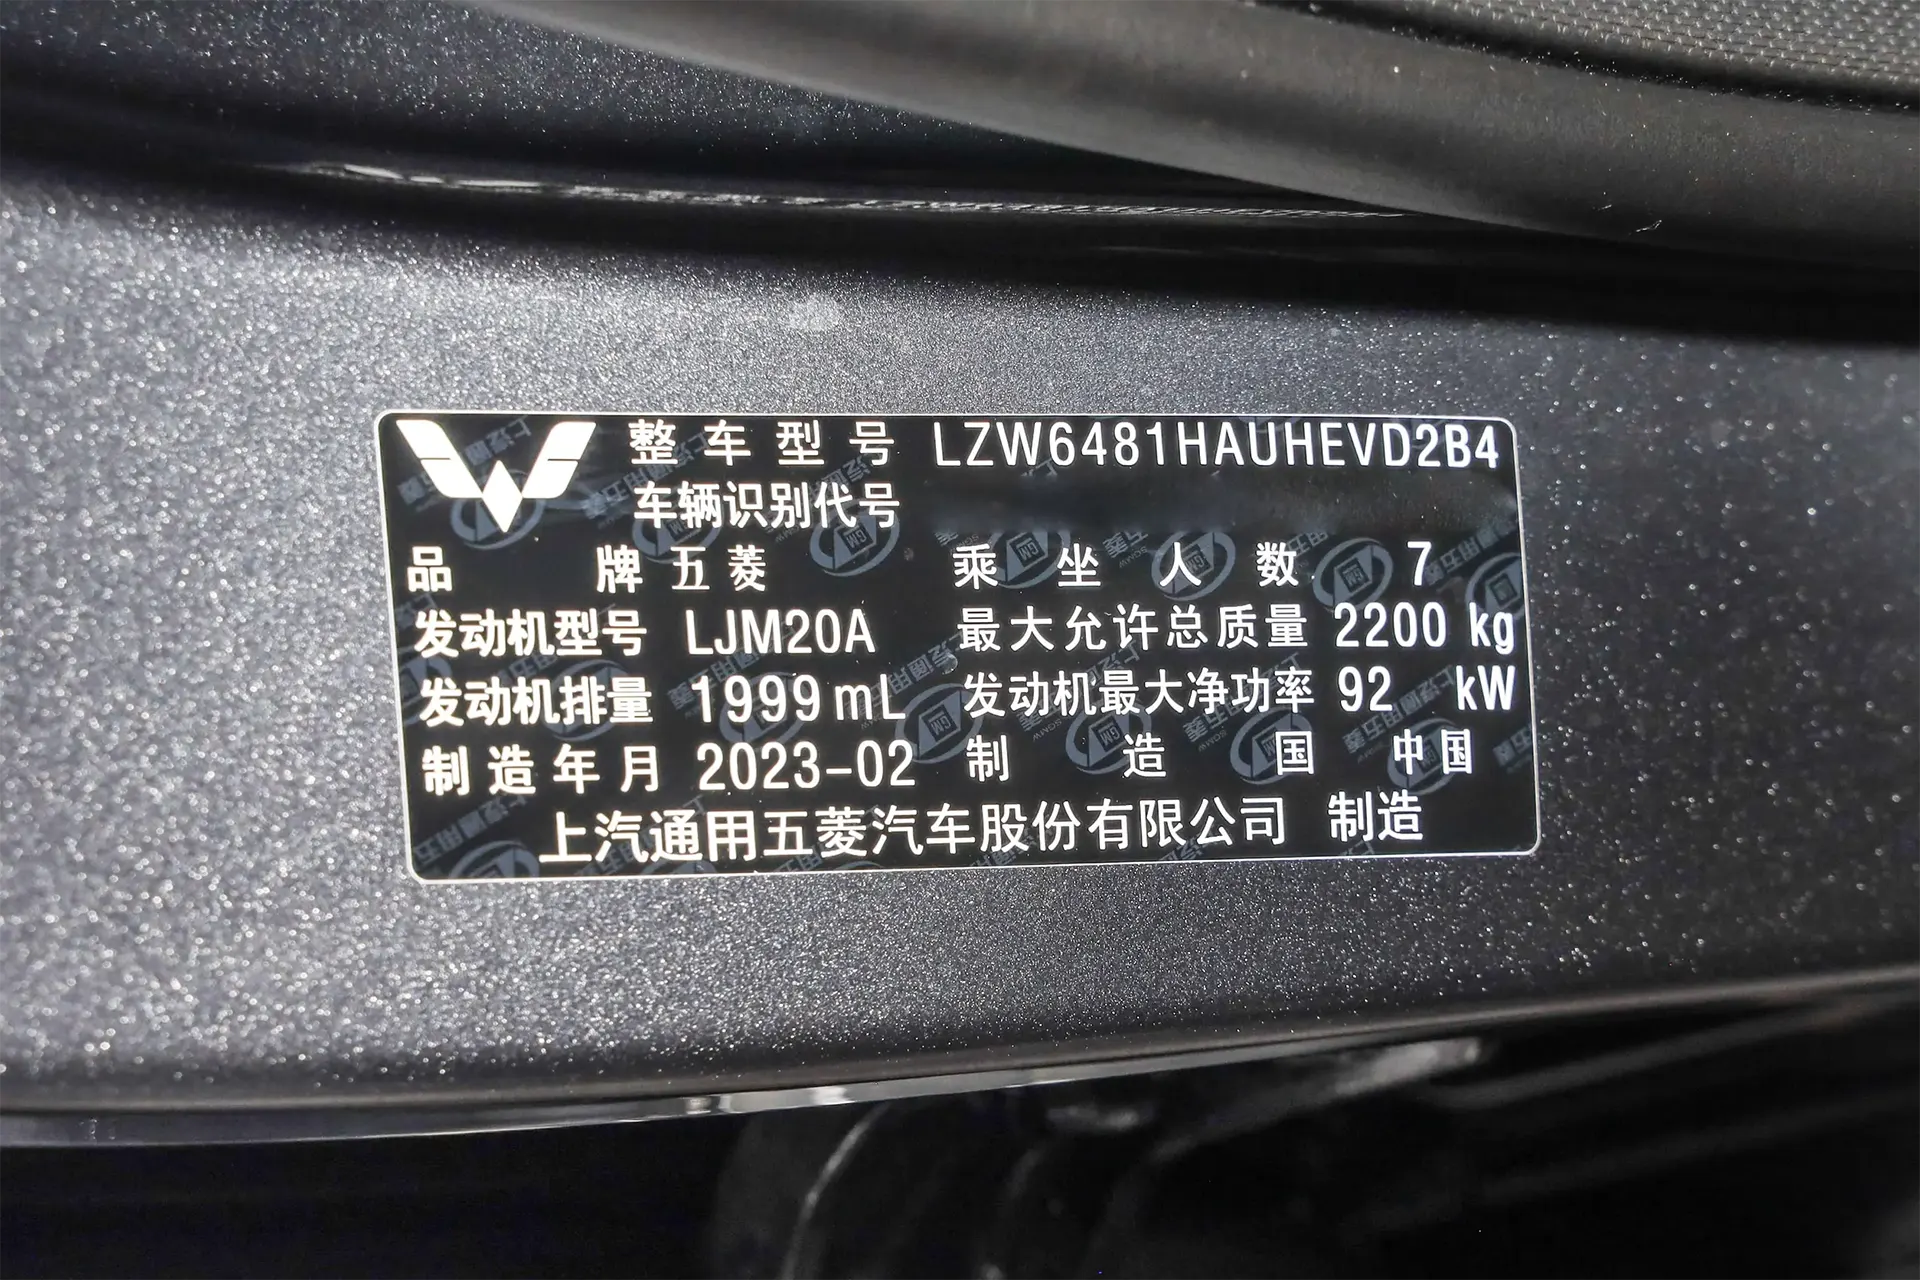 整车型号 LZW6481HAUHEVD2B4
车辆识别代号
品牌 五菱 乘坐人数 7
发动机型号 LJM20A 最大允许总质量 2200 kg
发动机排量 1999 mL 发动机最大净功率 92 kW
制造年月 2023-02 制造国 中国
上汽通用五菱汽车股份有限公司 制造